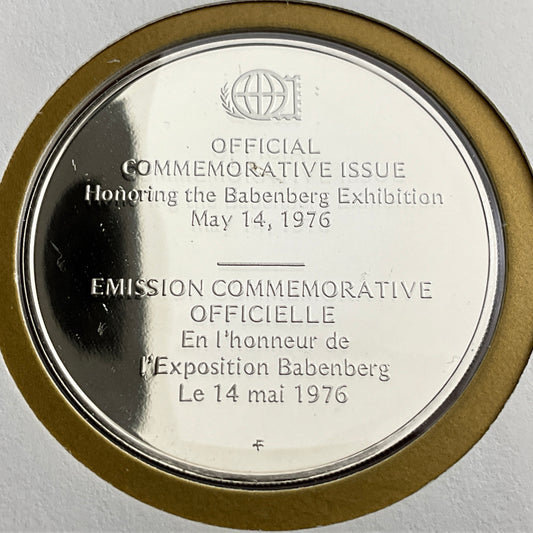 OFFICIAL
COMMEMORATIVE ISSUE
Honoring the Babenberg Exhibition
May 14, 1976
EMISSION COMMEMORATIVE
OFFICIELLE
En l'honneur de
l'Exposition Babenberg
Le 14 mai 1976